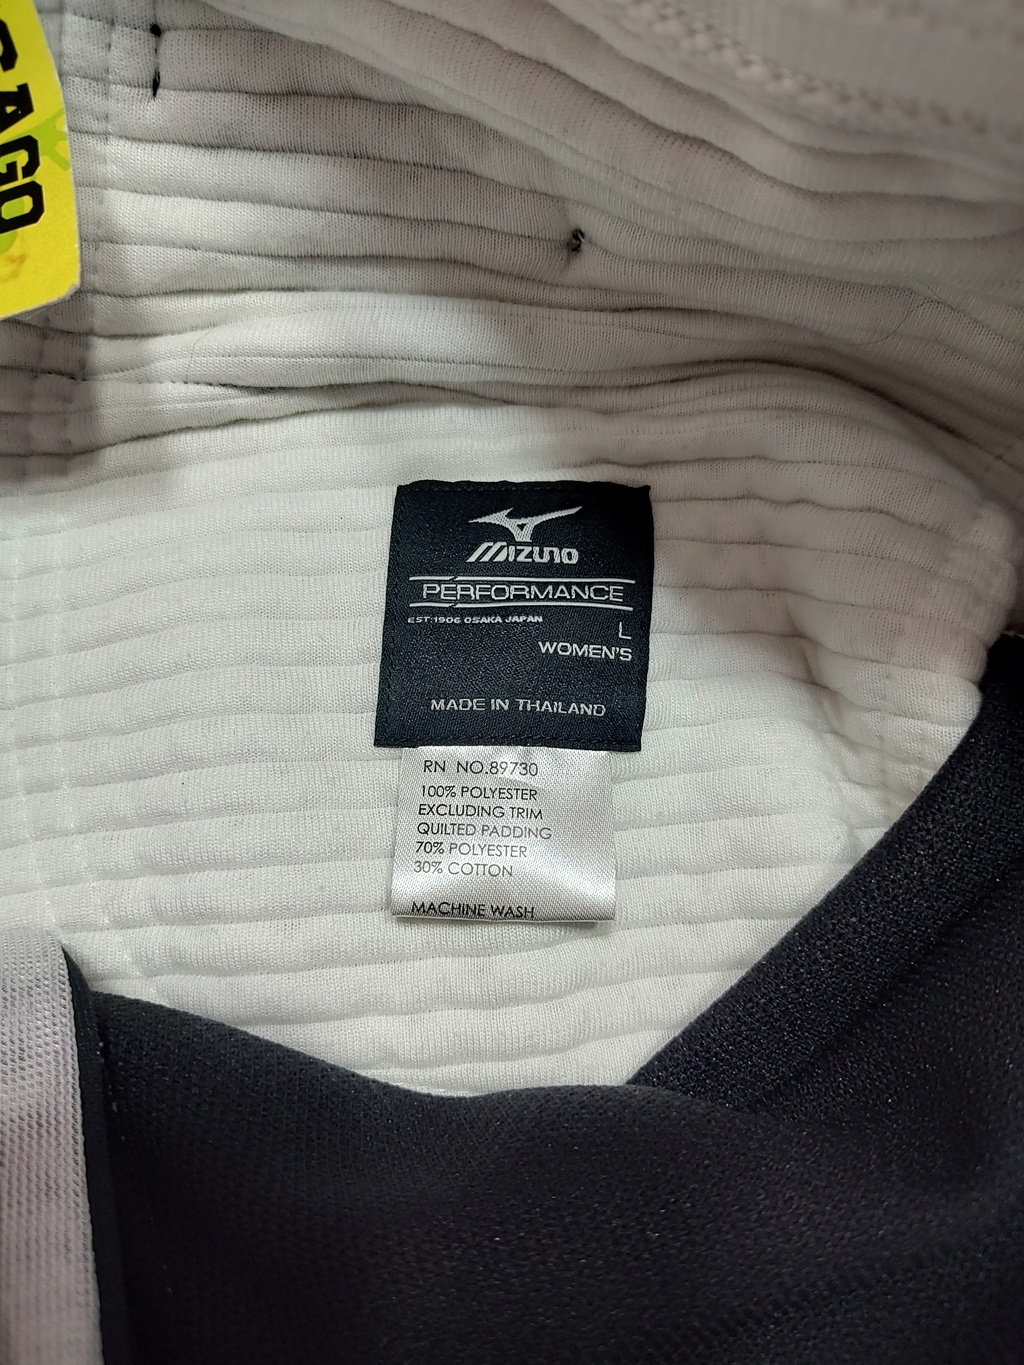 CAGO
MIZUNO
PERFORMANCE
EST.1906 OSAKA JAPAN
L
WOMEN'S
MADE IN THAILAND
RN NO.89730
100% POLYESTER
EXCLUDING TRIM
QUILTED PADDING
70% POLYESTER
30% COTTON
MACHINE WASH